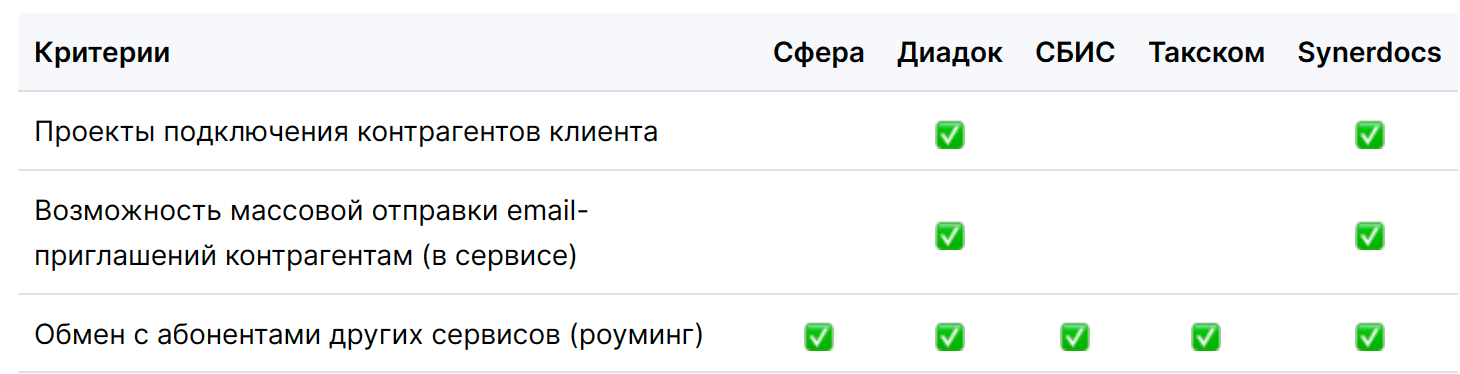 Критерии Сфера Диадок СБИС Такском Synerdocs
Проекты подключения контрагентов клиента ✅ ✅
Возможность массовой отправки email-
приглашений контрагентам (в сервисе) ✅ ✅
Обмен с абонентами других сервисов (роуминг) ✅ ✅ ✅ ✅ ✅